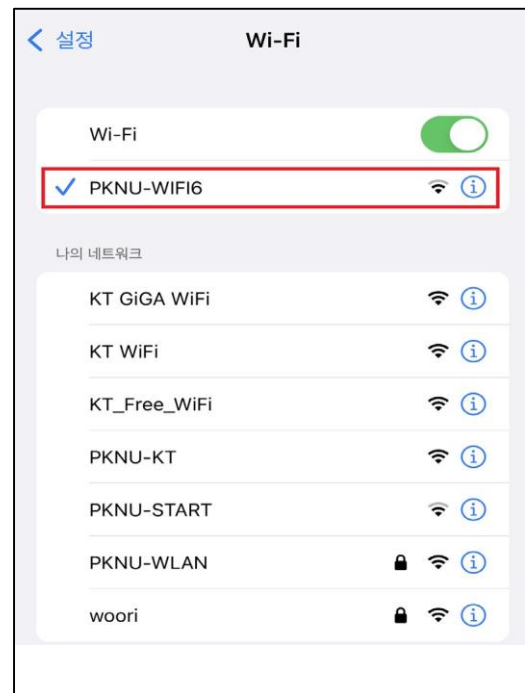 설정 Wi-Fi
Wi-Fi
PKNU-WIFI6
나의 네트워크
KT GiGA WiFi
KT WiFi
KT_Free_WiFi
PKNU-KT
PKNU-START
PKNU-WLAN
woori